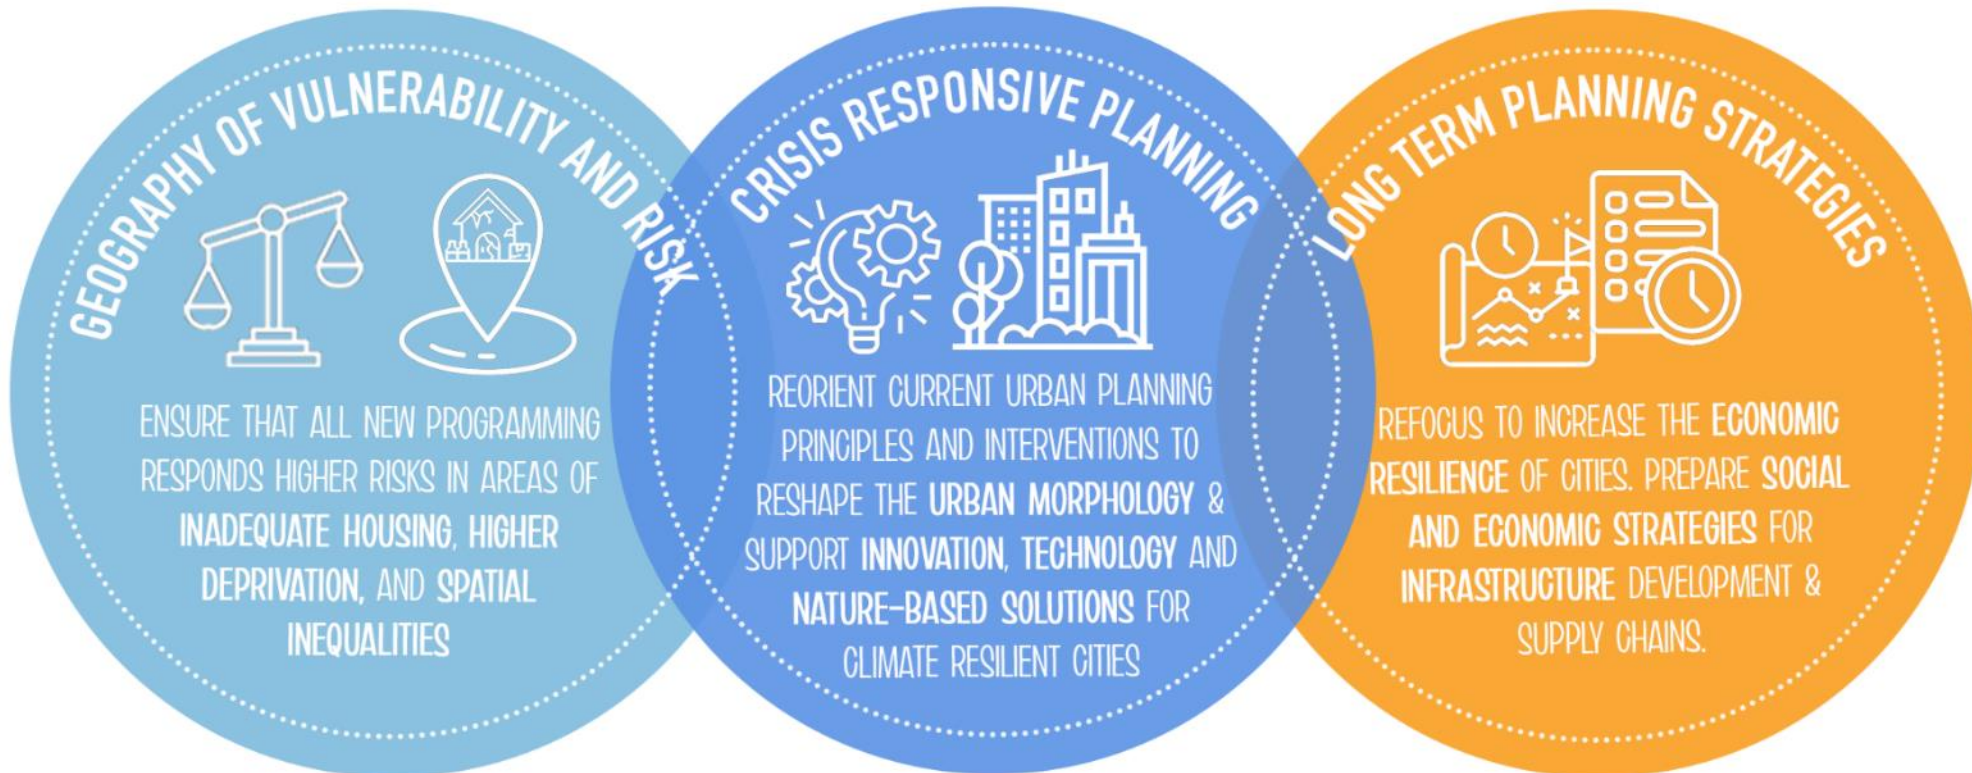 GEOGRAPHY OF VULNERABILITY AND RISK
ENSURE THAT ALL NEW PROGRAMMING
RESPONDS HIGHER RISKS IN AREAS OF
INADEQUATE HOUSING, HIGHER
DEPRIVATION, AND SPATIAL
INEQUALITIES
CRISIS RESPONSIVE PLANNING
REORIENT CURRENT URBAN PLANNING
PRINCIPLES AND INTERVENTIONS TO
RESHAPE THE URBAN MORPHOLOGY &
SUPPORT INNOVATION, TECHNOLOGY AND
NATURE-BASED SOLUTIONS FOR
CLIMATE RESILIENT CITIES
LONG TERM PLANNING STRATEGIES
REFOCUS TO INCREASE THE ECONOMIC
RESILIENCE OF CITIES. PREPARE SOCIAL
AND ECONOMIC STRATEGIES FOR
INFRASTRUCTURE DEVELOPMENT &
SUPPLY CHAINS.